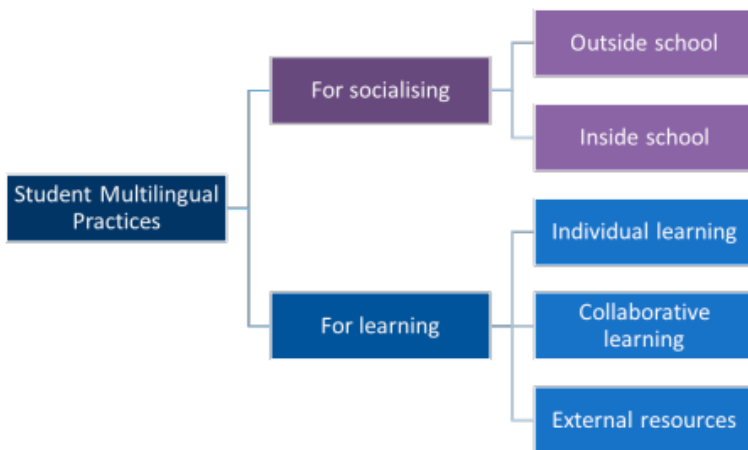 Student Multilingual
Practices
For socialising
Outside school
Inside school
For learning
Individual learning
Collaborative
learning
External resources